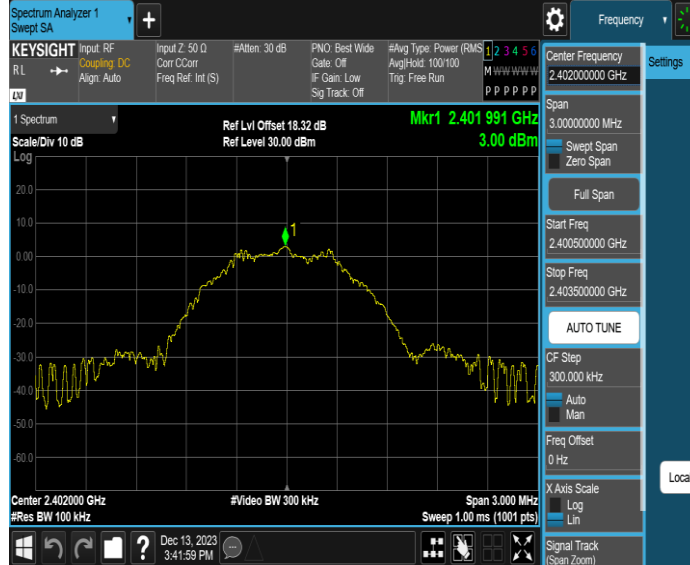 Spectrum Analyzer 1
Swept SA
Frequency
KEYSIGHT
R L
LXI
Input: RF
Coupling: DC
Align: Auto
Input Z: 50 Ω
Corr CCorr
Freq Ref: Int (S)
#Atten: 30 dB
PNO: Best Wide
Gate: Off
IF Gain: Low
Sig Track: Off
#Avg Type: Power (RMS
Avg|Hold: 100/100
Trig: Free Run
1 2 3 4 5 6
M W W W W W
P P P P P P
1 Spectrum
Scale/Div 10 dB
Ref Lvl Offset 18.32 dB
Ref Level 30.00 dBm
Mkr1 2.401 991 GHz
3.00 dBm
Log
20.0
10.0
0.00
-10.0
-20.0
-30.0
-40.0
-50.0
-60.0
1
Center 2.402000 GHz
#Res BW 100 kHz
#Video BW 300 kHz
Span 3.000 MHz
Sweep 1.00 ms (1001 pts)
Dec 13, 2023
3:41:59 PM
Center Frequency
2.402000000 GHz
Settings
Span
3.00000000 MHz
Swept Span
Zero Span
Full Span
Start Freq
2.400500000 GHz
Stop Freq
2.403500000 GHz
AUTO TUNE
CF Step
300.000 kHz
Auto
Man
Freq Offset
0 Hz
X Axis Scale
Log
Lin
Signal Track
(Span Zoom)
Loca